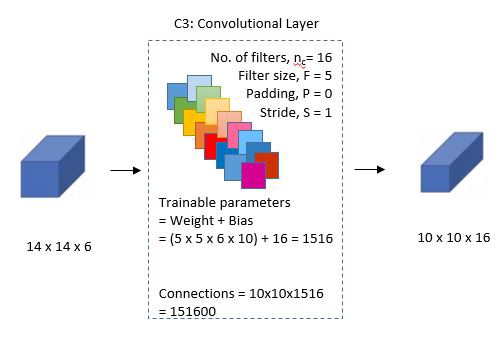 C3: Convolutional Layer
No. of filters, nc= 16
Filter size, F = 5
Padding, P = 0
Stride, S = 1
14 x 14 x 6
10 x 10 x 16
Trainable parameters
= Weight + Bias
= (5 x 5 x 6 x 10) + 16 = 1516
Connections = 10x10x1516
= 151600